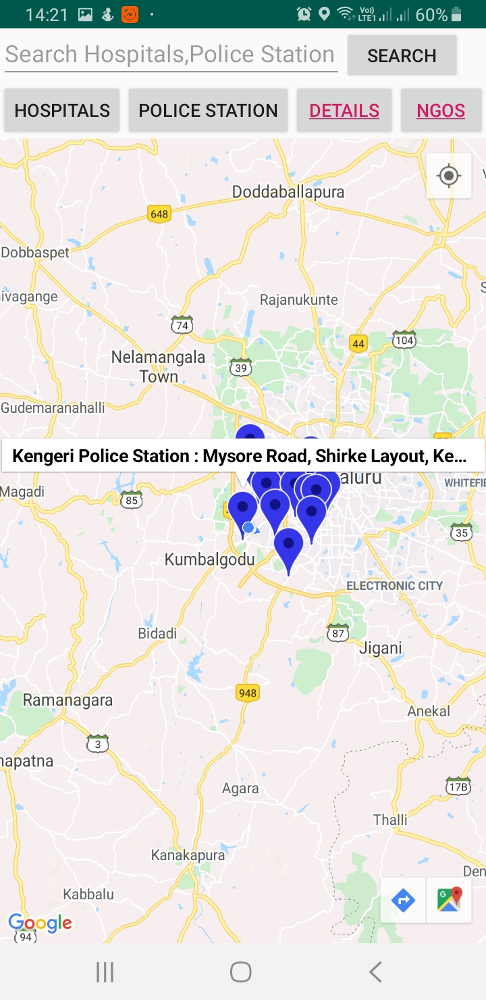 14:21
Vo)) LTE1 60%
Search Hospitals,Police Station
SEARCH
HOSPITALS
POLICE STATION
DETAILS
NGOS
Doddaballapura
648
Dobbaspet
ivagange
Rajanukunte
74
44
104
Nelamangala
Town
39
Gudemaranahalli
Kengeri Police Station : Mysore Road, Shirke Layout, Ke...
aluru
WHITEFIE
Magadi
85
35
Kumbalgodu
ELECTRONIC CITY
Bidadi
87
Jigani
948
Ramanagara
Anekal
3
napatna
Agara
17B
Thalli
Kanakapura
Den
Kabbalu
Google
94